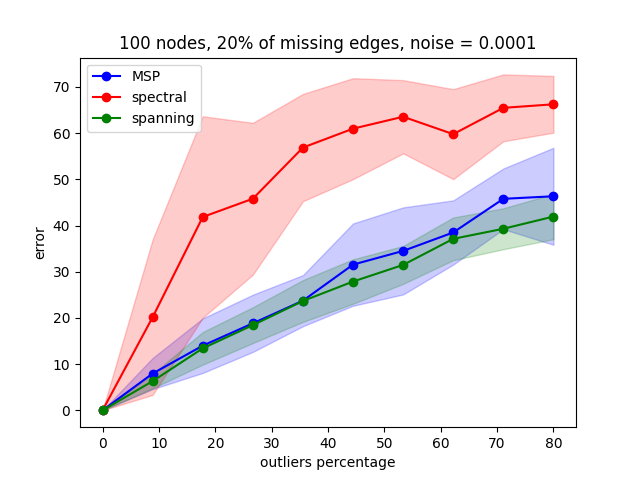 100 nodes, 20% of missing edges, noise = 0.0001
MSP
spectral
spanning
error
70
60
50
40
30
20
10
0
0 10 20 30 40 50 60 70 80
outliers percentage